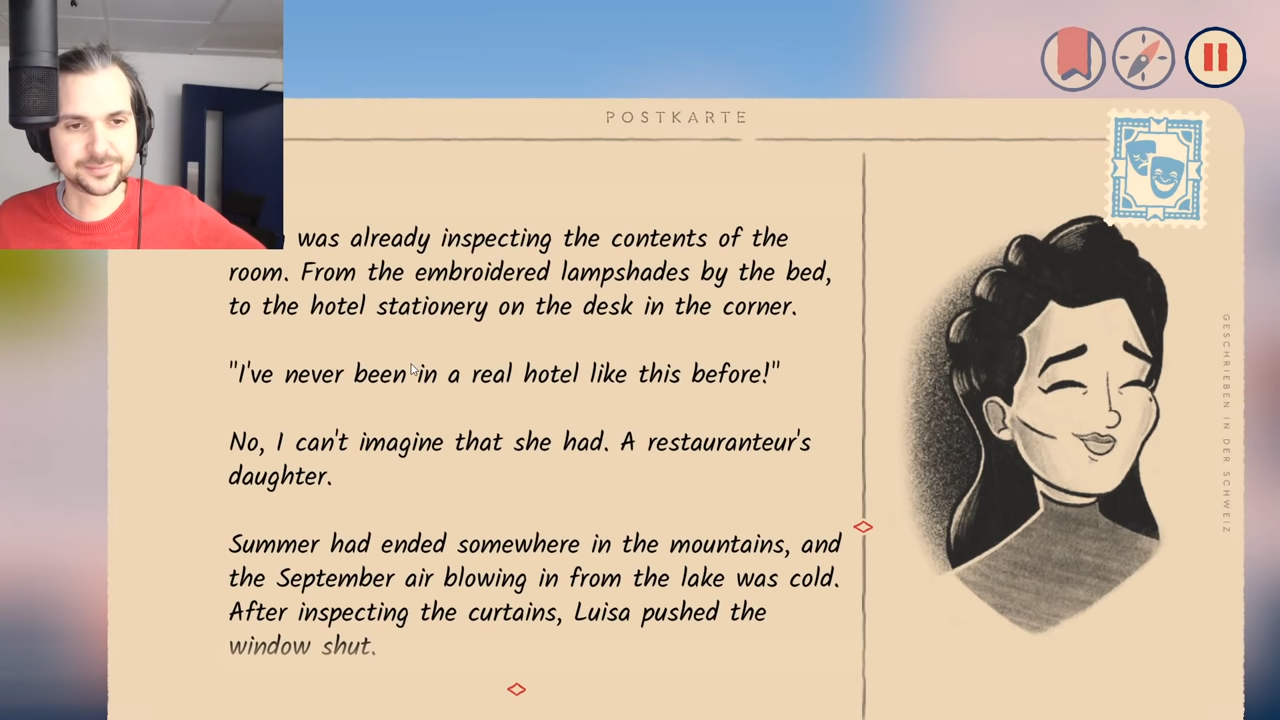 POSTKARTE
was already inspecting the contents of the
room. From the embroidered lampshades by the bed,
to the hotel stationery on the desk in the corner.
"I've never been in a real hotel like this before!"
No, I can't imagine that she had. A restauranteur's
daughter.
Summer had ended somewhere in the mountains, and
the September air blowing in from the lake was cold.
After inspecting the curtains, Luisa pushed the
window shut.
GESCHRIEBEN IN DER SCHWEIZ